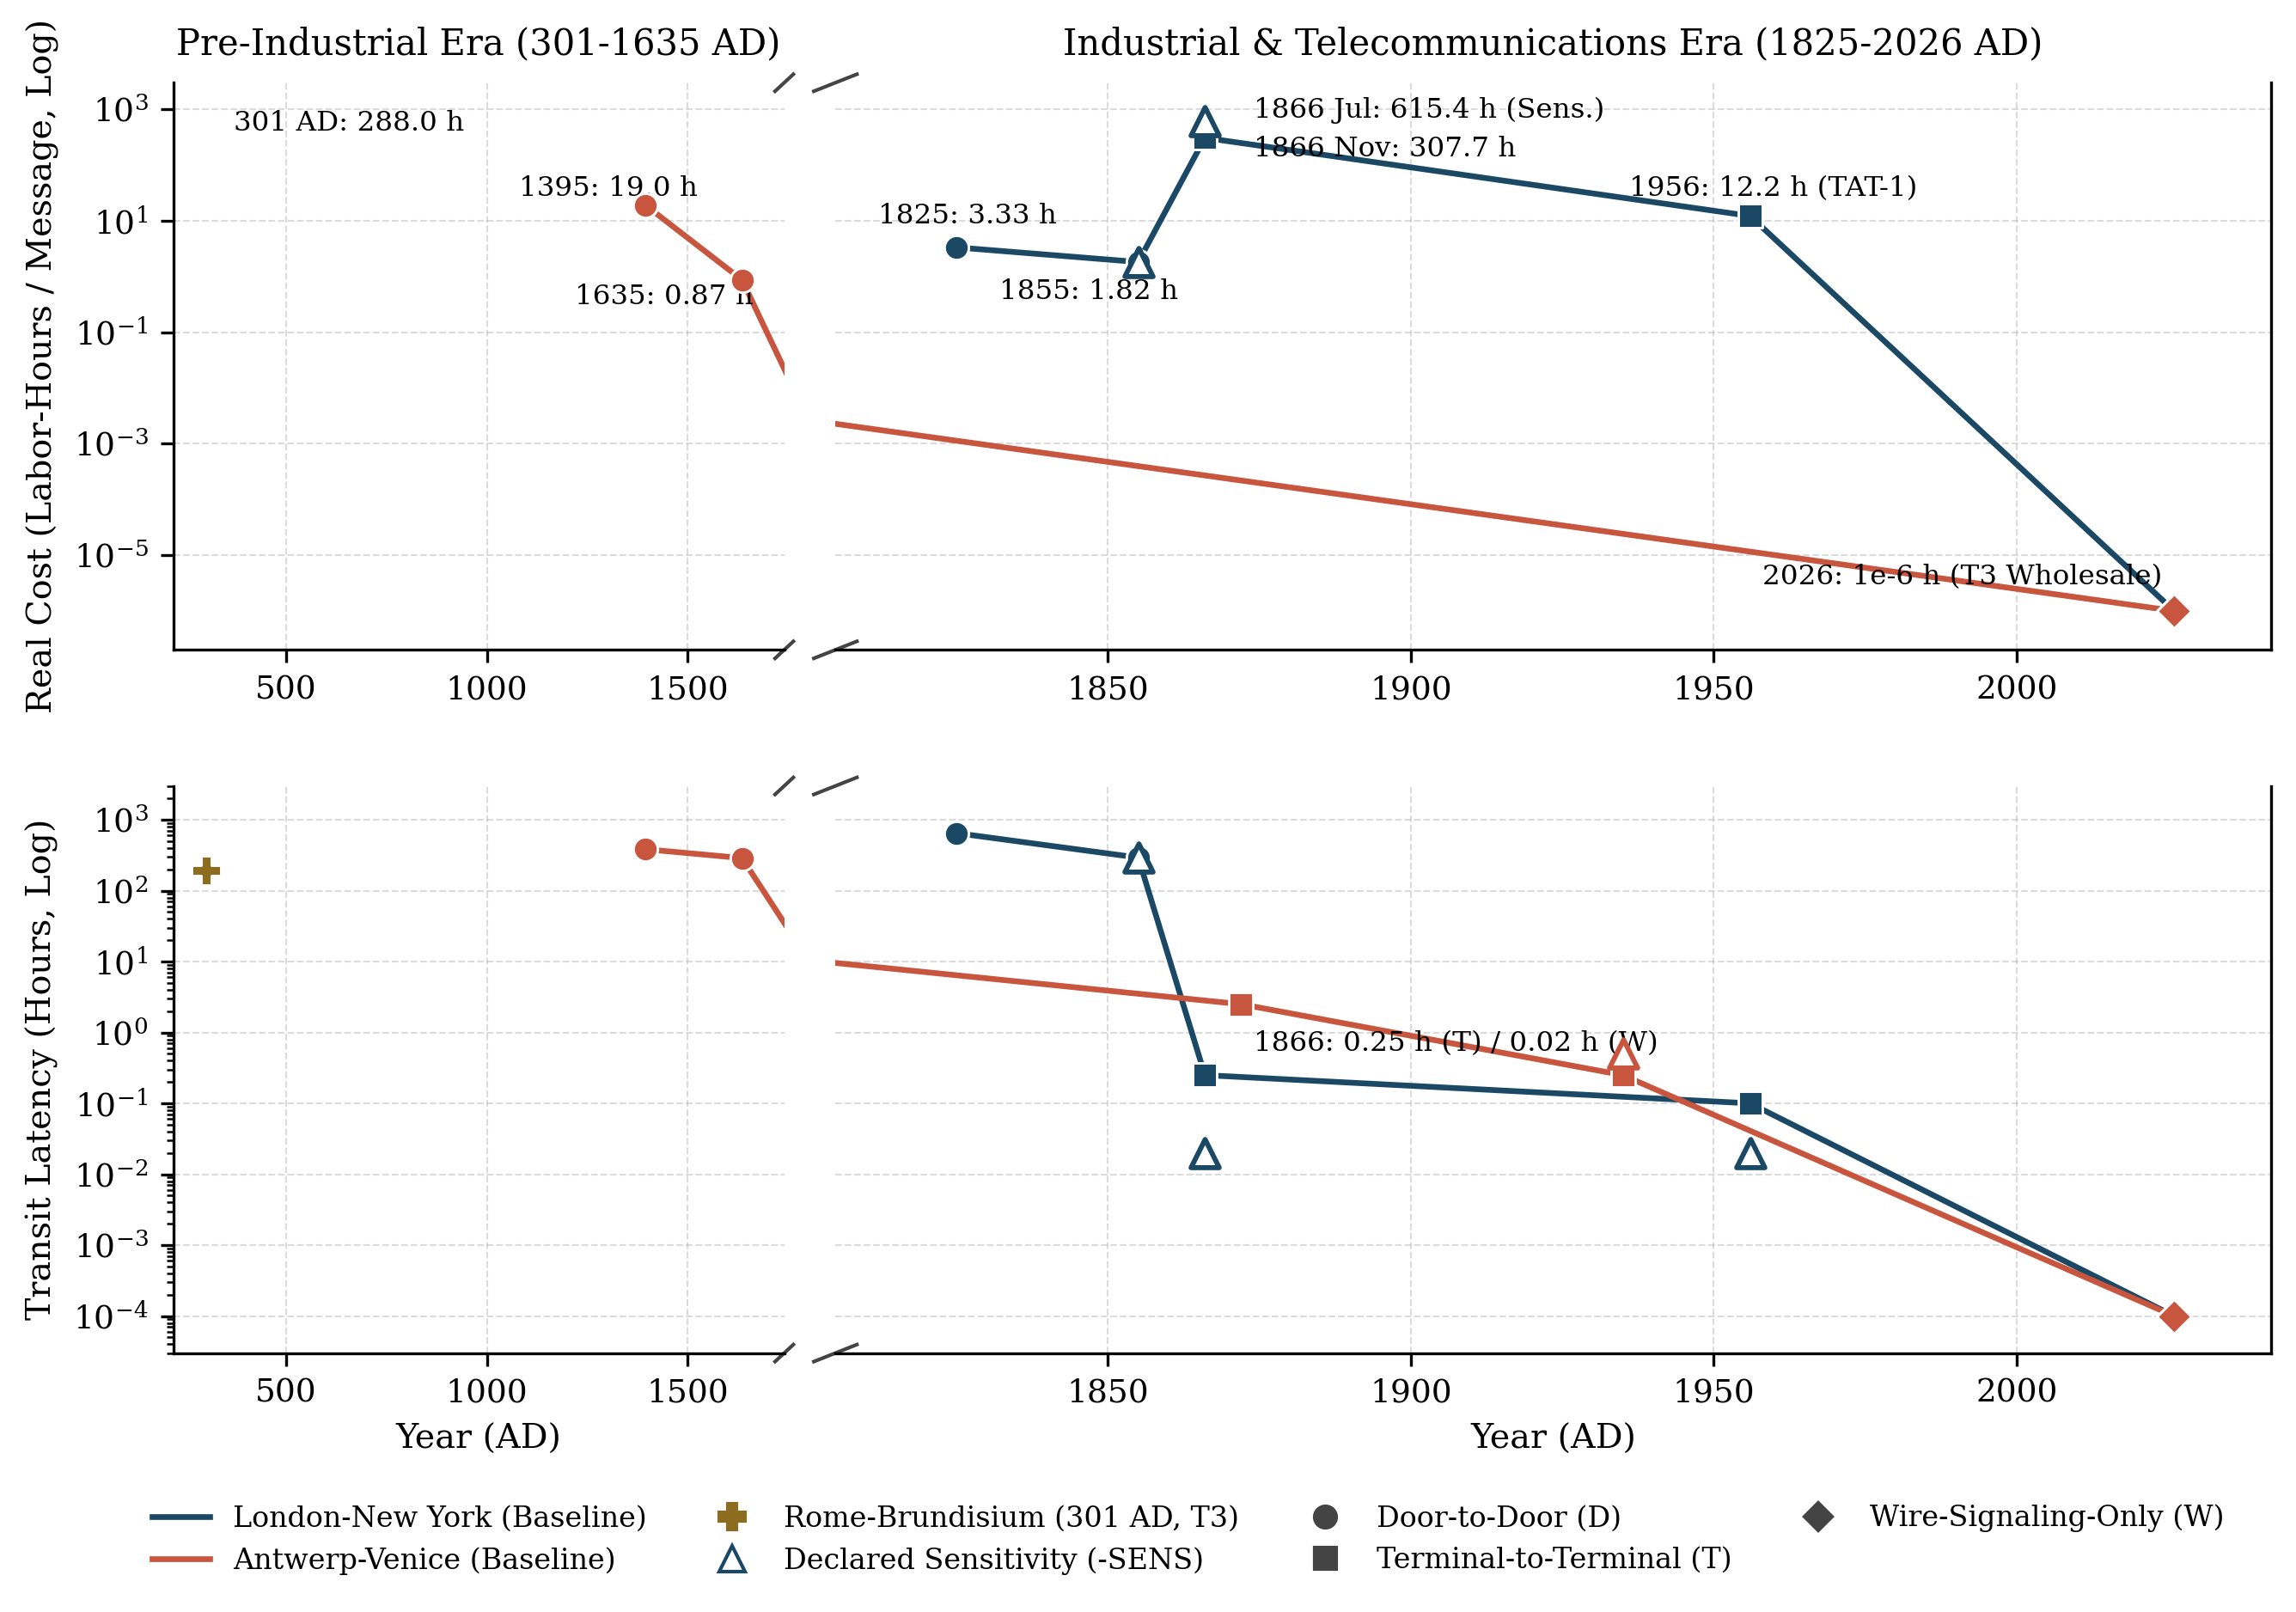 Pre-Industrial Era (301-1635 AD)
Industrial & Telecommunications Era (1825-2026 AD)
Real Cost (Labor-Hours / Message, Log)
10³
10¹
10⁻¹
10⁻³
10⁻⁵
301 AD: 288.0 h
1395: 19.0 h
1635: 0.87 h
1825: 3.33 h
1855: 1.82 h
1866 Jul: 615.4 h (Sens.)
1866 Nov: 307.7 h
1956: 12.2 h (TAT-1)
2026: 1e-6 h (T3 Wholesale)
500 1000 1500
1850 1900 1950 2000
Transit Latency (Hours, Log)
10³
10²
10¹
10⁰
10⁻¹
10⁻²
10⁻³
10⁻⁴
1866: 0.25 h (T) / 0.02 h (W)
500 1000 1500
1850 1900 1950 2000
Year (AD)
Year (AD)
London-New York (Baseline)
Antwerp-Venice (Baseline)
Rome-Brundisium (301 AD, T3)
Declared Sensitivity (-SENS)
Door-to-Door (D)
Terminal-to-Terminal (T)
Wire-Signaling-Only (W)